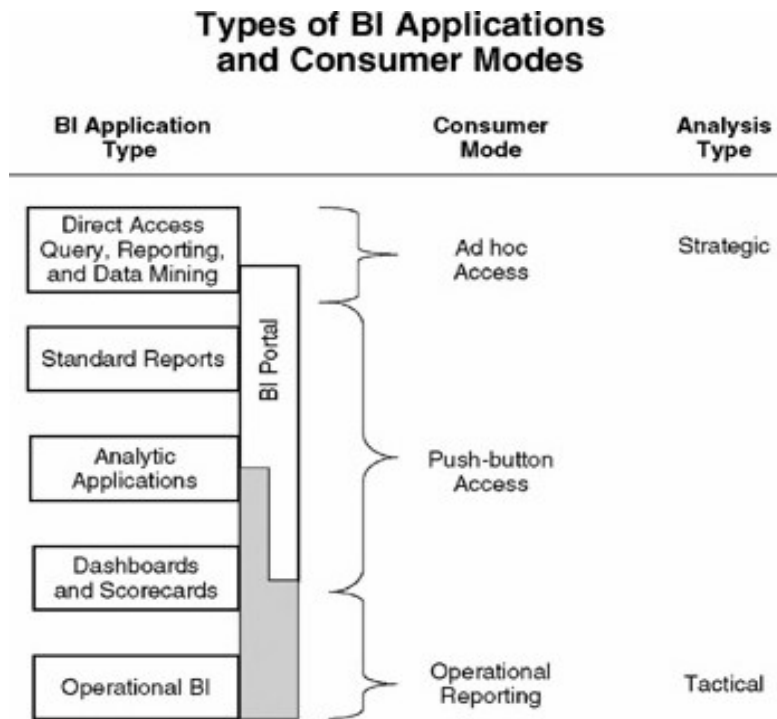 Types of BI Applications
and Consumer Modes
BI Application
Type
Consumer
Mode
Analysis
Type
Direct Access
Query, Reporting,
and Data Mining
Ad hoc
Access
Strategic
BI Portal
Standard Reports
Analytic
Applications
Push-button
Access
Dashboards
and Scorecards
Operational BI
Operational
Reporting
Tactical